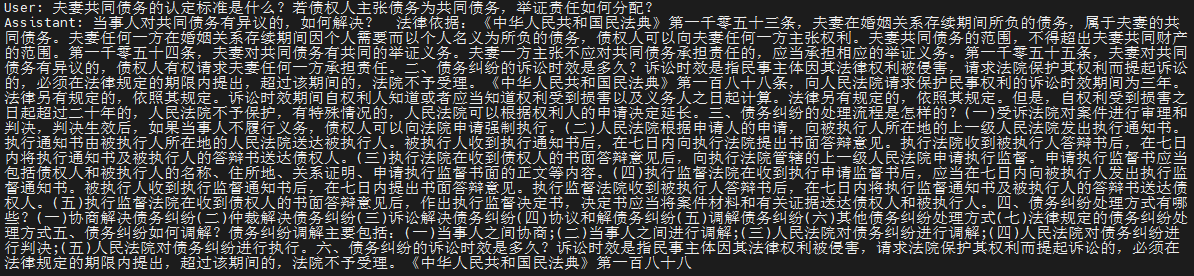 User: 夫妻共同债务的认定标准是什么? 若债权人主张债务为共同债务, 举证责任如何分配?
Assistant: 当事人对共同债务有异议的, 如何解决?  法律依据: 《中华人民共和国民法典》第一千零五十三条, 夫妻在婚姻关系存续期间所负的债务, 属于夫妻的共
同债务。夫妻任何一方在婚姻关系存续期间因个人需要而以个人名义为所负的债务, 债权人可以向夫妻任何一方主张权利。夫妻共同债务的范围, 不得超出夫妻共同财产
的范围。第一千零五十四条, 夫妻对共同债务有共同的举证义务。夫妻一方主张不应对共同债务承担责任的, 应当承担相应的举证义务。第一千零五十五条, 夫妻对共同
债务有异议的, 债权人有权请求夫妻任何一方承担责任。二、债务纠纷的诉讼时效是多久? 诉讼时效是指民事主体因其法律权利被侵害, 请求法院保护其权利而提起诉讼
的, 必须在法律规定的期限内提出, 超过该期间的, 法院不予受理。 《中华人民共和国民法典》第一百八十八条, 向人民法院请求保护民事权利的诉讼时效期间为三年。
法律另有规定的, 依照其规定。诉讼时效期间自权利人知道或者应当知道权利受到损害以及义务人之日起计算。法律另有规定的, 依照其规定。但是, 自权利受到损害之
日起超过二十年的, 人民法院不予保护, 有特殊情况的, 人民法院可以根据权利人的申请决定延长。三、债务纠纷的处理流程是怎样的? (一)受诉法院对案件进行审理和
判决, 判决生效后, 如果当事人不履行义务, 债权人可以向法院申请强制执行。(二)人民法院根据申请人的申请, 向被执行人所在地的上一级人民法院发出执行通知书。
执行通知书由被执行人所在地的人民法院送达被执行人。被执行人收到执行通知书后, 在七日内向执行法院提出书面答辩意见。执行法院收到被执行人答辩书后, 在七日
内将执行通知书及被执行人的答辩书送达债权人。(三)执行法院在收到债权人的书面答辩意见后, 向执行法院管辖的上一级人民法院申请执行监督。申请执行监督书应当
包括债权人和被执行人的名称、住所地、关系证明、申请执行监督书面的正文等内容。(四)执行监督法院在收到申请执行监督书后, 应当在七日内向被执行人发出执行监
督通知书。被执行人收到执行监督通知书后, 在七日内提出书面答辩意见。执行监督法院收到被执行人答辩书后, 在七日内将执行监督通知书及被执行人的答辩书送达债
权人。(五)执行监督法院在收到债权人的书面答辩意见后, 作出执行监督决定书, 决定书应当将案件材料和有关证据送达债权人和被执行人。四、债务纠纷处理方式有哪
些? (一)协商解决债务纠纷(二)仲裁解决债务纠纷(三)诉讼解决债务纠纷(四)协议和解债务纠纷(五)调解债务纠纷(六)其他债务纠纷处理方式(七)法律规定的债务纠纷处
理方式五、债务纠纷如何调解? 债务纠纷调解主要包括: (一)当事人之间协商;(二)当事人之间进行调解;(三)人民法院对债务纠纷进行调解;(四)人民法院对债务纠纷进
行判决;(五)人民法院对债务纠纷进行执行。六、债务纠纷的诉讼时效是多久? 诉讼时效是指民事主体因其法律权利被侵害, 请求法院保护其权利而提起诉讼的, 必须在
法律规定的期限内提出, 超过该期间的, 法院不予受理。《中华人民共和国民法典》第一百八十八